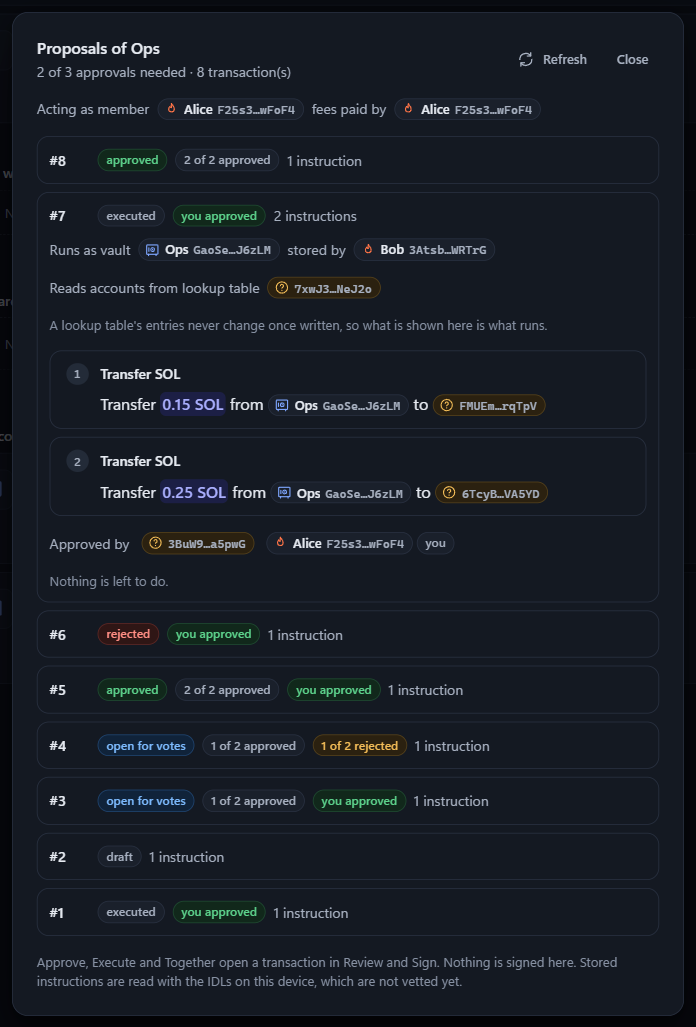 Proposals of Ops
2 of 3 approvals needed · 8 transaction(s)
Refresh
Close
Acting as member Alice F25s3…wFoF4 fees paid by Alice F25s3…wFoF4
#8 approved 2 of 2 approved 1 instruction
#7 executed you approved 2 instructions
Runs as vault Ops GaoSe…J6zLM stored by Bob 3Atsb…WRTrG
Reads accounts from lookup table 7xwJ3…NeJ2o
A lookup table's entries never change once written, so what is shown here is what runs.
1 Transfer SOL
Transfer 0.15 SOL from Ops GaoSe…J6zLM to FMUEm…rqTpV
2 Transfer SOL
Transfer 0.25 SOL from Ops GaoSe…J6zLM to 6TcyB…VA5YD
Approved by 3BuW9…a5pwG Alice F25s3…wFoF4 you
Nothing is left to do.
#6 rejected you approved 1 instruction
#5 approved 2 of 2 approved you approved 1 instruction
#4 open for votes 1 of 2 approved 1 of 2 rejected 1 instruction
#3 open for votes 1 of 2 approved you approved 1 instruction
#2 draft 1 instruction
#1 executed you approved 1 instruction
Approve, Execute and Together open a transaction in Review and Sign. Nothing is signed here. Stored
instructions are read with the IDLs on this device, which are not vetted yet.